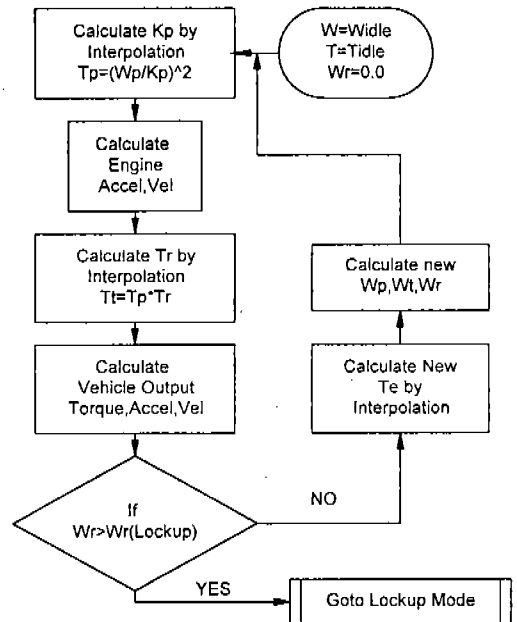 Calculate Kp by
Interpolation
Tp=(Wp/Kp)^2
W=Widle
T=Tidle
Wr=0.0
Calculate
Engine
Accel,Vel
Calculate Tr by
Interpolation
Tt=Tp*Tr
Calculate new
Wp,Wt,Wr
Calculate
Vehicle Output
Torque,Accel,Vel
Calculate New
Te by
Interpolation
If
Wr>Wr(Lockup)
NO
YES
Goto Lockup Mode